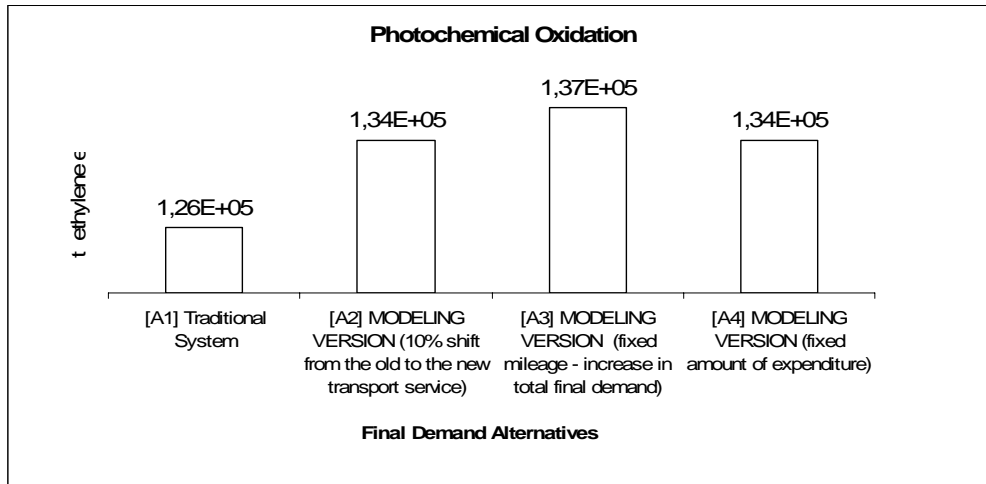 Photochemical Oxidation
1,37E+05
1,34E+05
1,34E+05
1,26E+05
t ethylene e
[A1] Traditional
System
[A2] MODELING
VERSION (10% shift
from the old to the new
transport service)
[A3] MODELING
VERSION (fixed
mileage - increase in
total final demand)
[A4] MODELING
VERSION (fixed
amount of expenditure)
Final Demand Alternatives